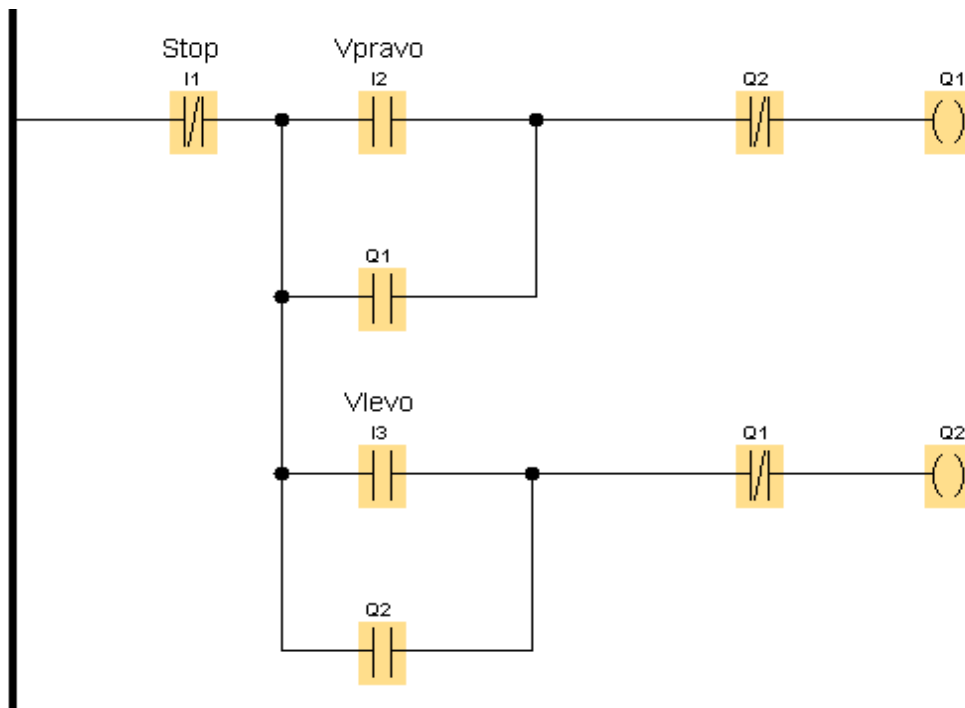 Stop Vpravo
I1 I2 Q2 Q1
Q1
Vlevo
I3 Q1 Q2
Q2